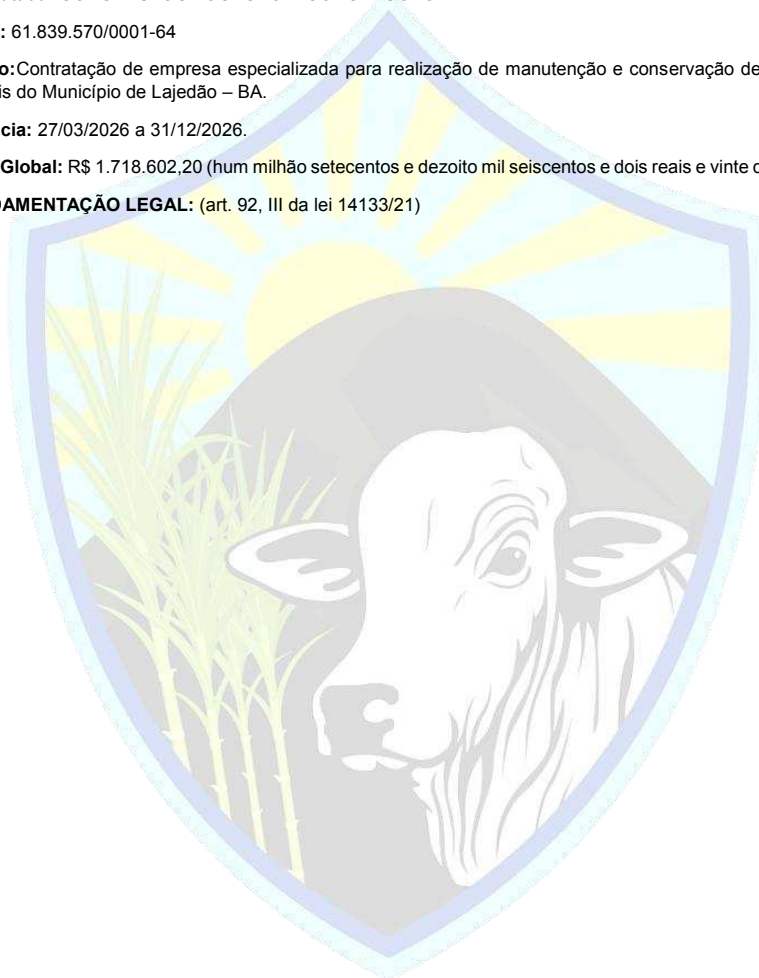 : 61.839.570/0001-64
o:Contratação de empresa especializada para realização de manutenção e conservação de
is do Município de Lajedão – BA.
cia: 27/03/2026 a 31/12/2026.
Global: R$ 1.718.602,20 (hum milhão setecentos e dezoito mil seiscentos e dois reais e vinte c
DAMENTAÇÃO LEGAL: (art. 92, III da lei 14133/21)